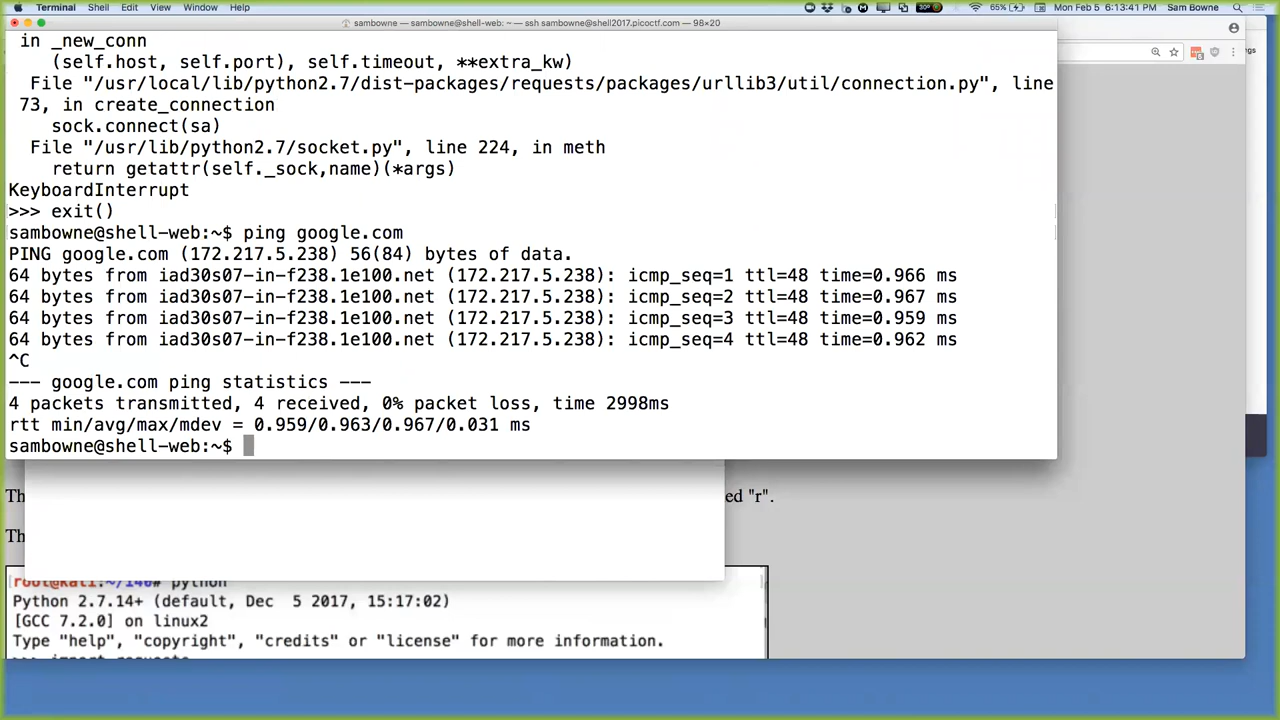 Terminal Shell Edit View Window Help 30° 65% Mon Feb 5 6:13:41 PM Sam Bowne
sambowne — sambowne@shell-web: ~ — ssh sambowne@shell2017.picoctf.com — 98×20
in _new_conn
(self.host, self.port), self.timeout, **extra_kw)
File "/usr/local/lib/python2.7/dist-packages/requests/packages/urllib3/util/connection.py", line
73, in create_connection
sock.connect(sa)
File "/usr/lib/python2.7/socket.py", line 224, in meth
return getattr(self._sock,name)(*args)
KeyboardInterrupt
>>> exit()
sambowne@shell-web:~$ ping google.com
PING google.com (172.217.5.238) 56(84) bytes of data.
64 bytes from iad30s07-in-f238.1e100.net (172.217.5.238): icmp_seq=1 ttl=48 time=0.966 ms
64 bytes from iad30s07-in-f238.1e100.net (172.217.5.238): icmp_seq=2 ttl=48 time=0.967 ms
64 bytes from iad30s07-in-f238.1e100.net (172.217.5.238): icmp_seq=3 ttl=48 time=0.959 ms
64 bytes from iad30s07-in-f238.1e100.net (172.217.5.238): icmp_seq=4 ttl=48 time=0.962 ms
^C
--- google.com ping statistics ---
4 packets transmitted, 4 received, 0% packet loss, time 2998ms
rtt min/avg/max/mdev = 0.959/0.963/0.967/0.031 ms
sambowne@shell-web:~$
Th ed "r".
Th
root@kali:~/140# python
Python 2.7.14+ (default, Dec  5 2017, 15:17:02)
[GCC 7.2.0] on linux2
Type "help", "copyright", "credits" or "license" for more information.
>>> import requests